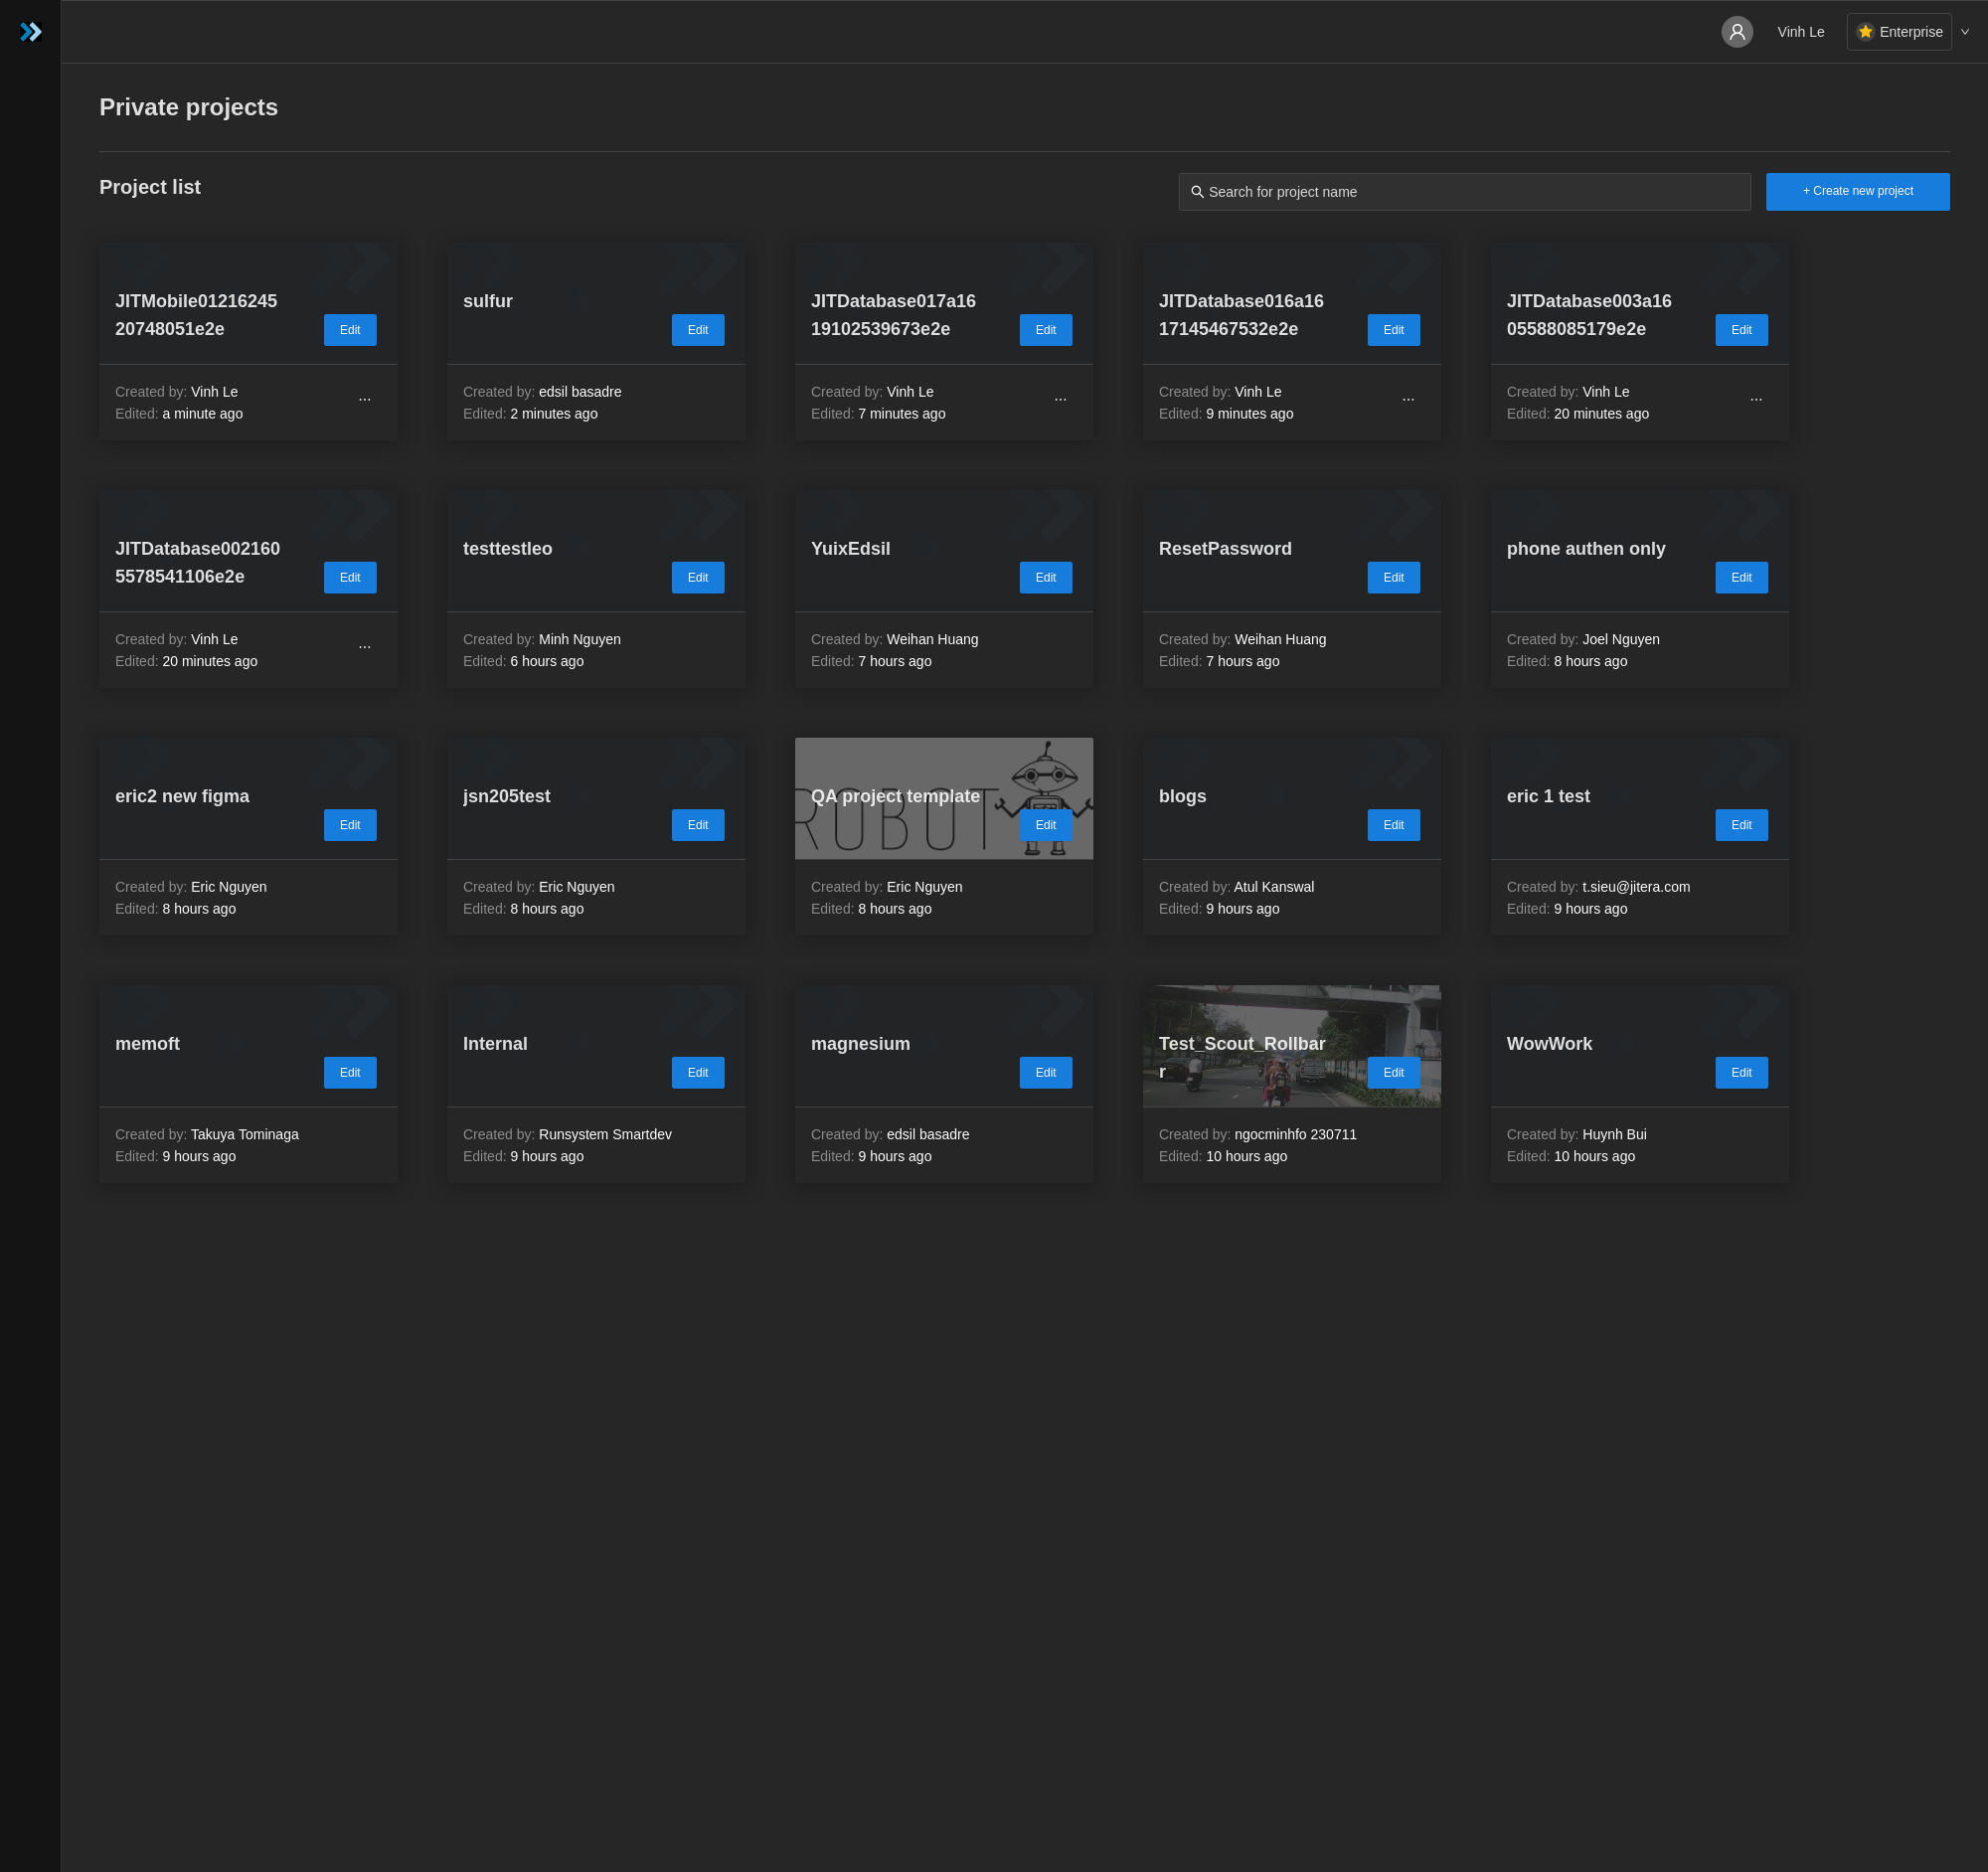 Vinh Le
Enterprise
Private projects
Project list
Search for project name
+ Create new project
JITMobile01216245
20748051e2e
Edit
Created by: Vinh Le
Edited: a minute ago
...
sulfur
Edit
Created by: edsil basadre
Edited: 2 minutes ago
JITDatabase017a16
19102539673e2e
Edit
Created by: Vinh Le
Edited: 7 minutes ago
...
JITDatabase016a16
17145467532e2e
Edit
Created by: Vinh Le
Edited: 9 minutes ago
...
JITDatabase003a16
05588085179e2e
Edit
Created by: Vinh Le
Edited: 20 minutes ago
...
JITDatabase002160
5578541106e2e
Edit
Created by: Vinh Le
Edited: 20 minutes ago
...
testtestleo
Edit
Created by: Minh Nguyen
Edited: 6 hours ago
YuixEdsil
Edit
Created by: Weihan Huang
Edited: 7 hours ago
ResetPassword
Edit
Created by: Weihan Huang
Edited: 7 hours ago
phone authen only
Edit
Created by: Joel Nguyen
Edited: 8 hours ago
eric2 new figma
Edit
Created by: Eric Nguyen
Edited: 8 hours ago
jsn205test
Edit
Created by: Eric Nguyen
Edited: 8 hours ago
QA project template
ROBOT
Edit
Created by: Eric Nguyen
Edited: 8 hours ago
blogs
Edit
Created by: Atul Kanswal
Edited: 9 hours ago
eric 1 test
Edit
Created by: t.sieu@jitera.com
Edited: 9 hours ago
memoft
Edit
Created by: Takuya Tominaga
Edited: 9 hours ago
Internal
Edit
Created by: Runsystem Smartdev
Edited: 9 hours ago
magnesium
Edit
Created by: edsil basadre
Edited: 9 hours ago
Test_Scout_Rollbar
r
Edit
Created by: ngocminhfo 230711
Edited: 10 hours ago
WowWork
Edit
Created by: Huynh Bui
Edited: 10 hours ago